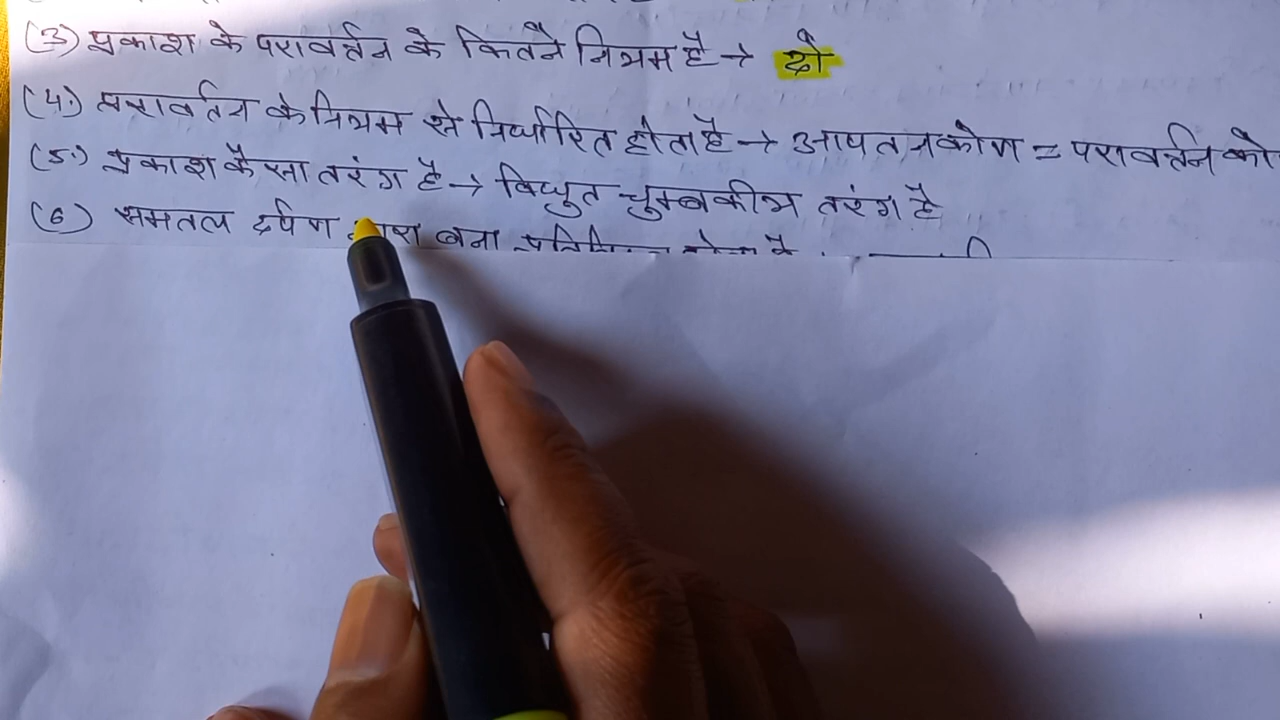 (3) प्रकाश के परावर्त्तन के कितने नियम है → दो
(4.) परावर्तन के नियम से निर्धारित होता है → आपतन कोण = परावर्त्तन को
(5.) प्रकाश कैसा तरंग है → विधुत चुम्बकीय तरंग है
(6) समतल दर्पण द्वारा बना